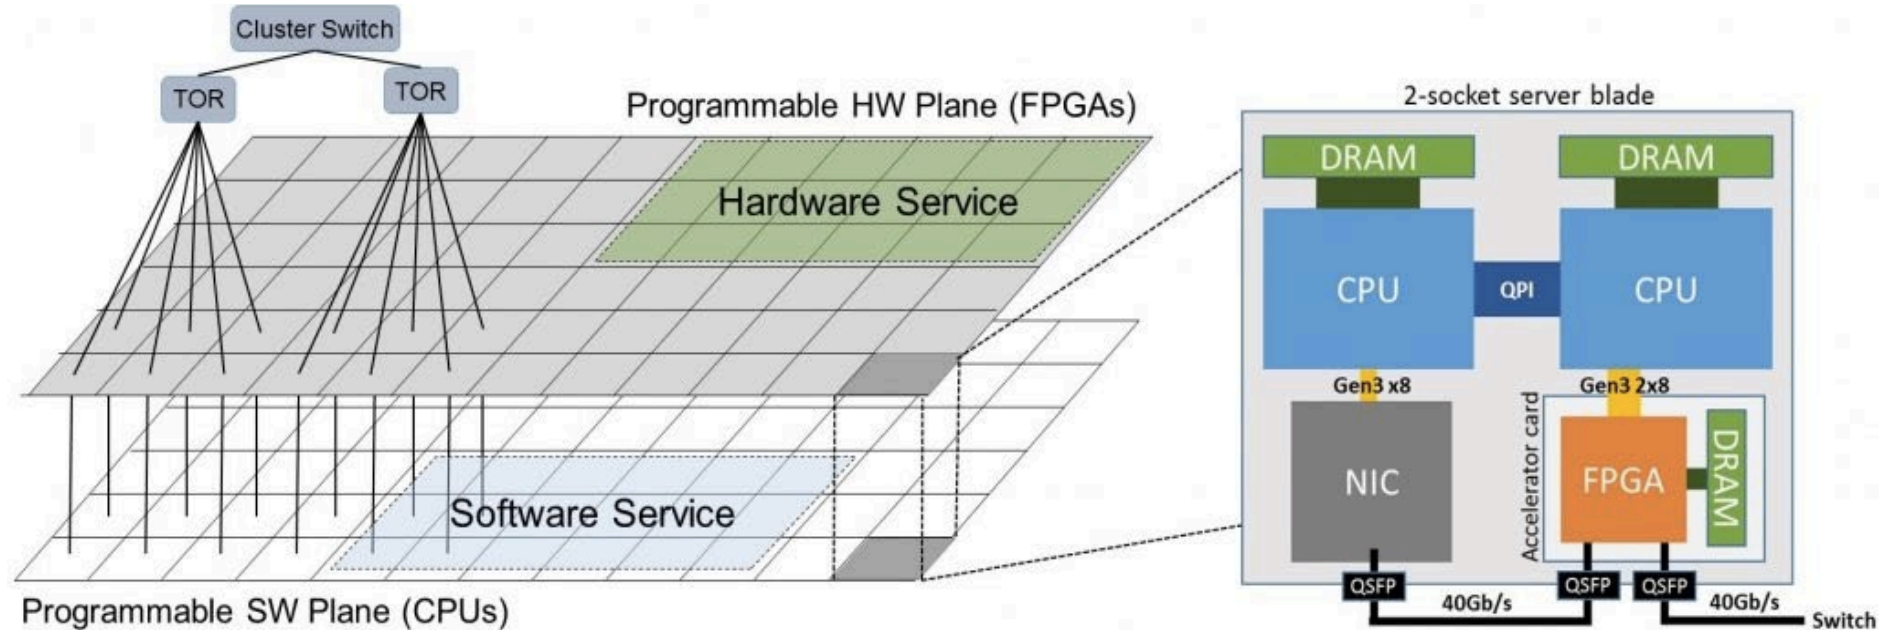 Cluster Switch
TOR
TOR
Programmable HW Plane (FPGAs)
Hardware Service
Software Service
Programmable SW Plane (CPUs)
2-socket server blade
DRAM
DRAM
CPU
QPI
CPU
Gen3 x8
Gen3 2x8
NIC
Accelerator card
FPGA
DRAM
QSFP
QSFP
QSFP
40Gb/s
40Gb/s
Switch